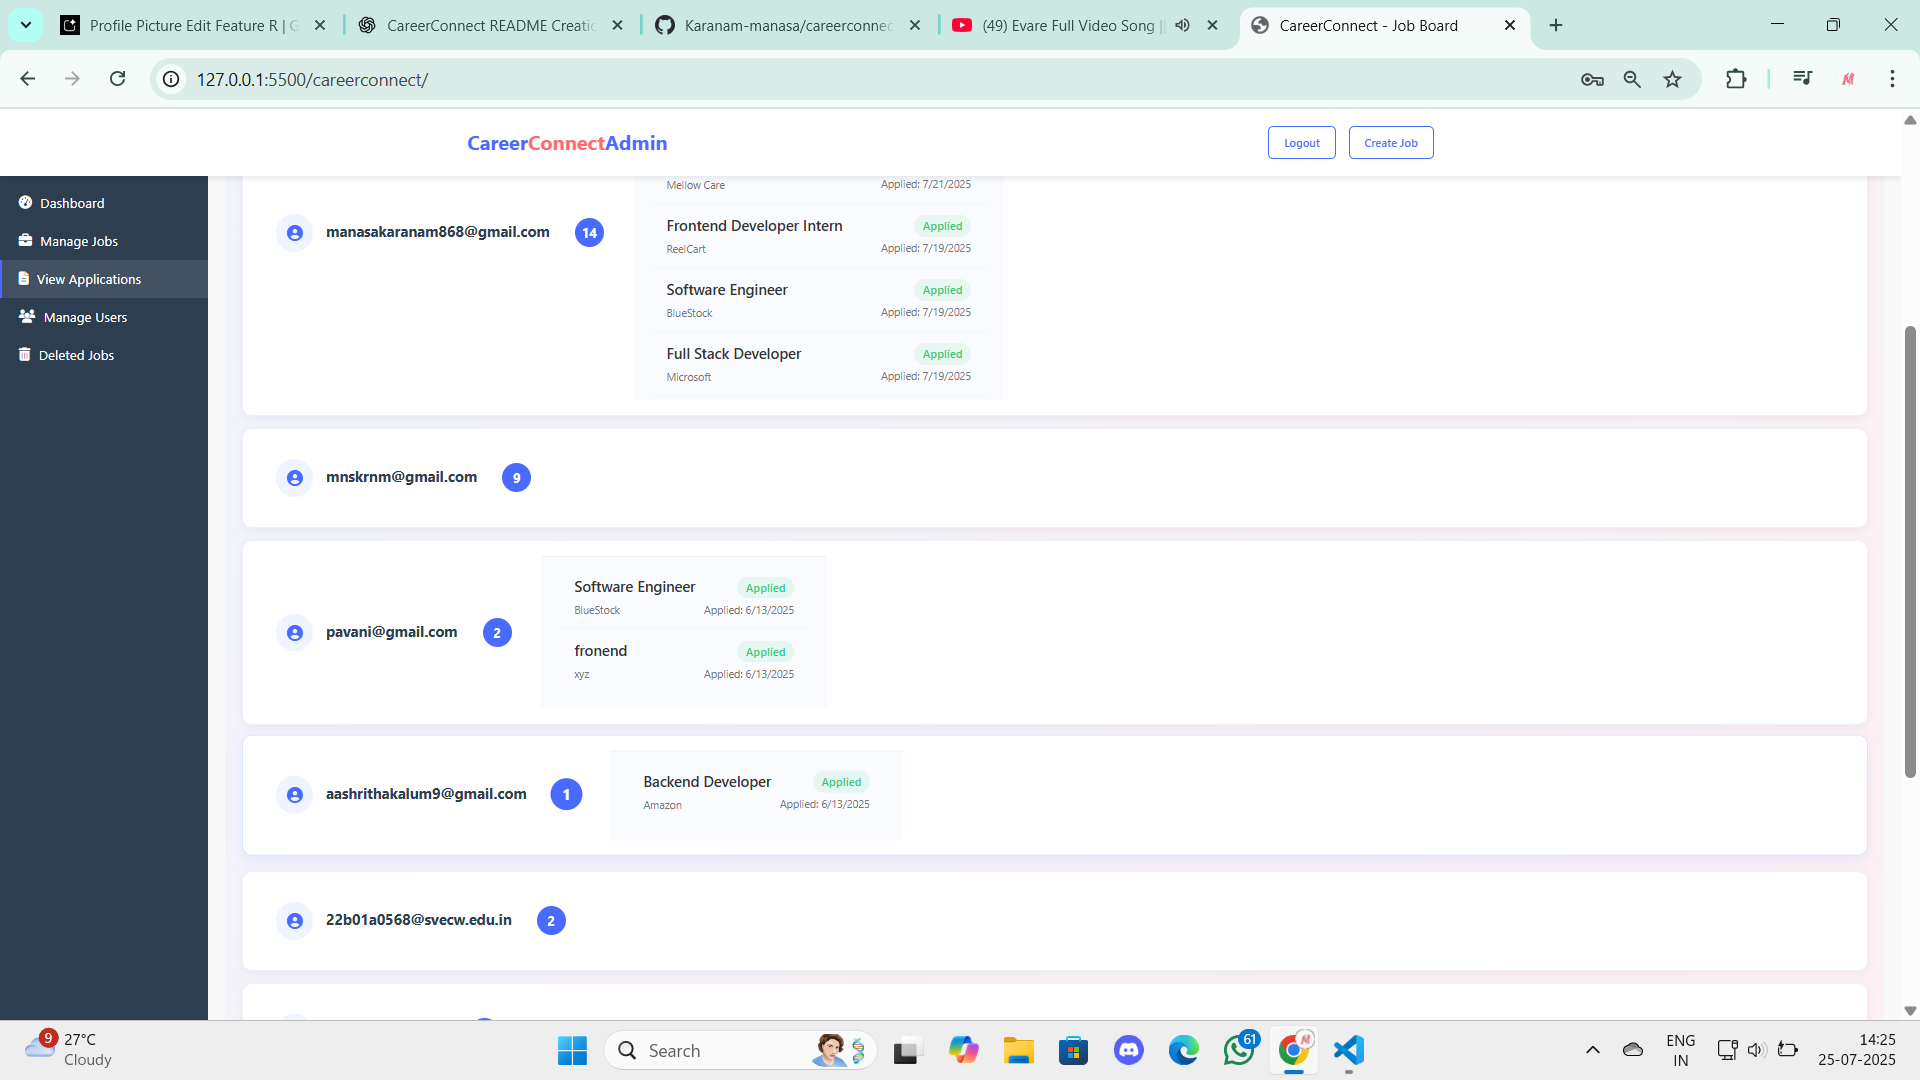 Profile Picture Edit Feature R | G
CareerConnect README Creatic
Karanam-manasa/careerconnec
(49) Evare Full Video Song ||
CareerConnect - Job Board
127.0.0.1:5500/careerconnect/
CareerConnectAdmin
Logout
Create Job
Dashboard
Manage Jobs
View Applications
Manage Users
Deleted Jobs
Mellow Care
Applied: 7/21/2025
manasakaranam868@gmail.com
14
Frontend Developer Intern
Applied
ReelCart
Applied: 7/19/2025
Software Engineer
Applied
BlueStock
Applied: 7/19/2025
Full Stack Developer
Applied
Microsoft
Applied: 7/19/2025
mnskrnm@gmail.com
9
pavani@gmail.com
2
Software Engineer
Applied
BlueStock
Applied: 6/13/2025
fronend
Applied
xyz
Applied: 6/13/2025
aashrithakalum9@gmail.com
1
Backend Developer
Applied
Amazon
Applied: 6/13/2025
22b01a0568@svecw.edu.in
2
9
27°C
Cloudy
Search
61
ENG
IN
14:25
25-07-2025